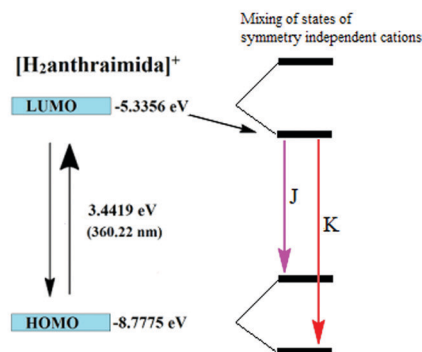 Mixing of states of
symmetry independent cations
[H₂anthraimida]⁺
LUMO -5.3356 eV
J
K
3.4419 eV
(360.22 nm)
HOMO -8.7775 eV